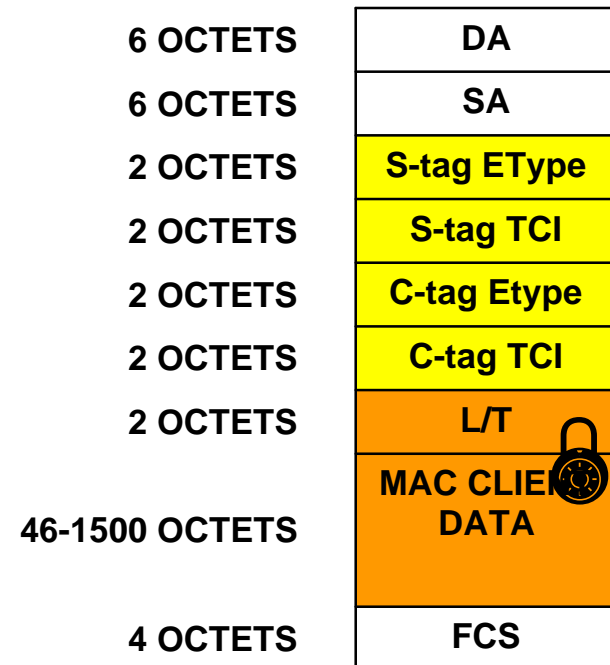 6 OCTETS DA
6 OCTETS SA
2 OCTETS S-tag EType
2 OCTETS S-tag TCI
2 OCTETS C-tag Etype
2 OCTETS C-tag TCI
2 OCTETS L/T
MAC CLIE
46-1500 OCTETS DATA
4 OCTETS FCS